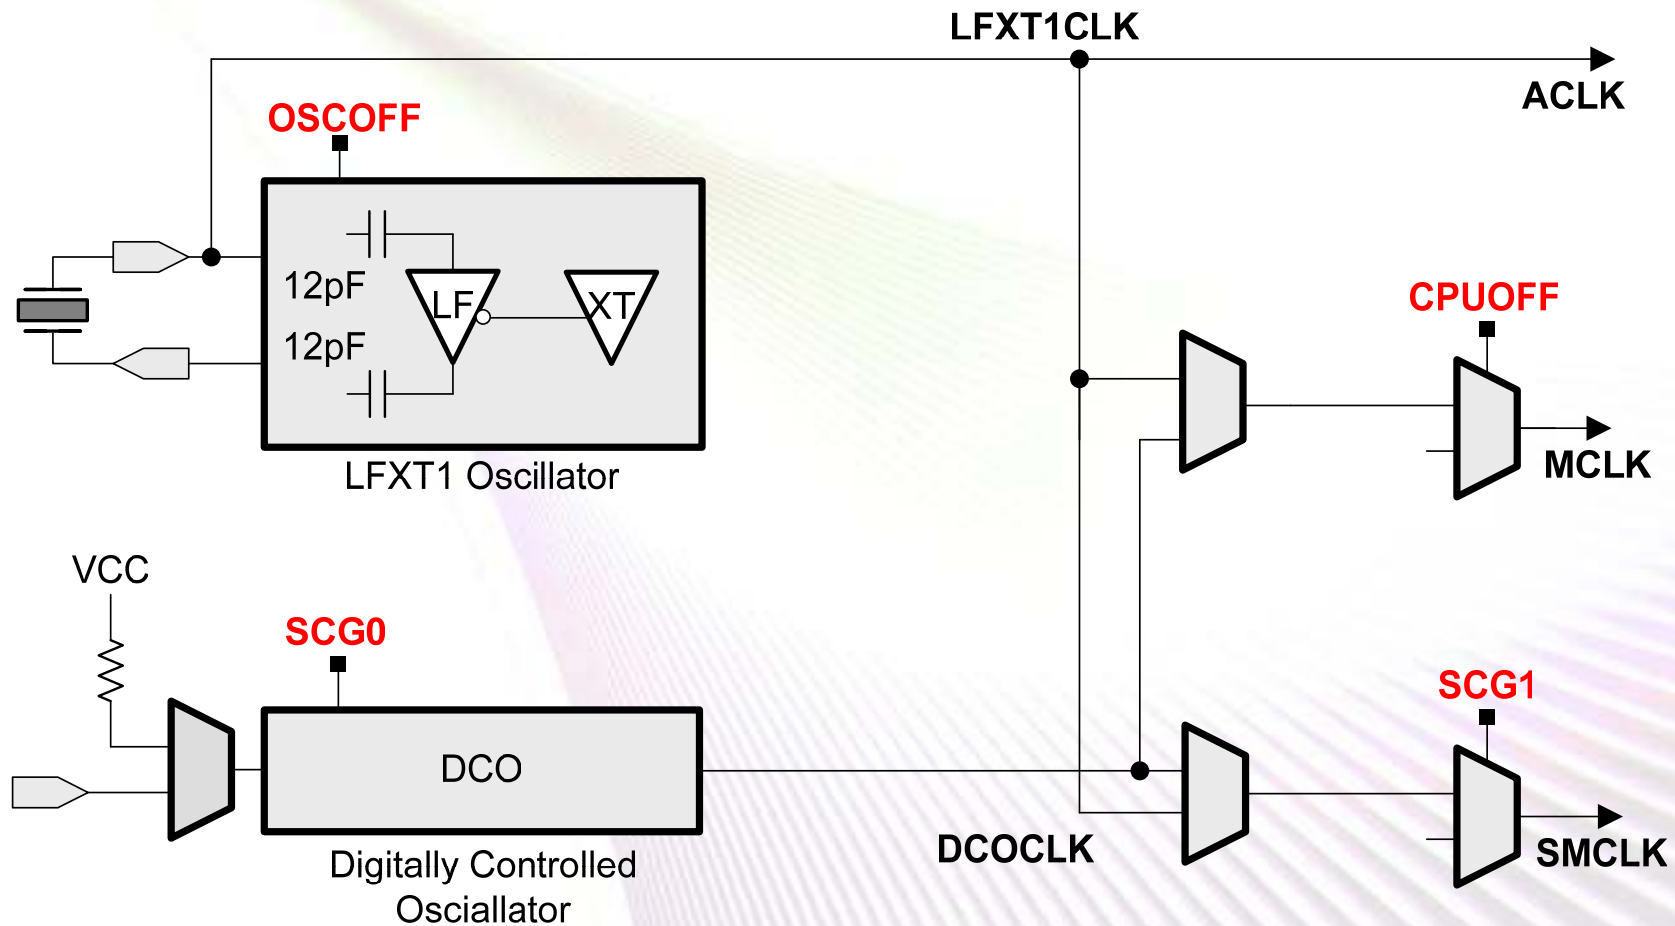 LFXT1CLK
ACLK
OSCOFF
12pF
LF
XT
12pF
LFXT1 Oscillator
CPUOFF
MCLK
VCC
SCG0
DCO
Digitally Controlled
Osciallator
DCOCLK
SCG1
SMCLK